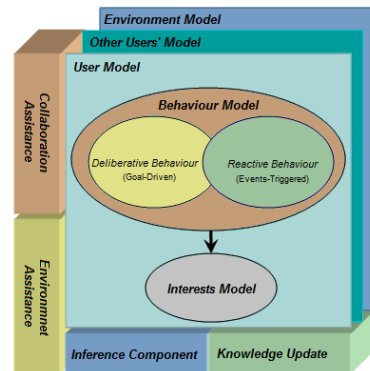 Environment Model
Other Users' Model
User Model
Behaviour Model
Deliberative Behaviour
(Goal-Driven)
Reactive Behaviour
(Events-Triggered)
Interests Model
Collaboration
Assistance
Environmnet
Assistance
Inference Component
Knowledge Update